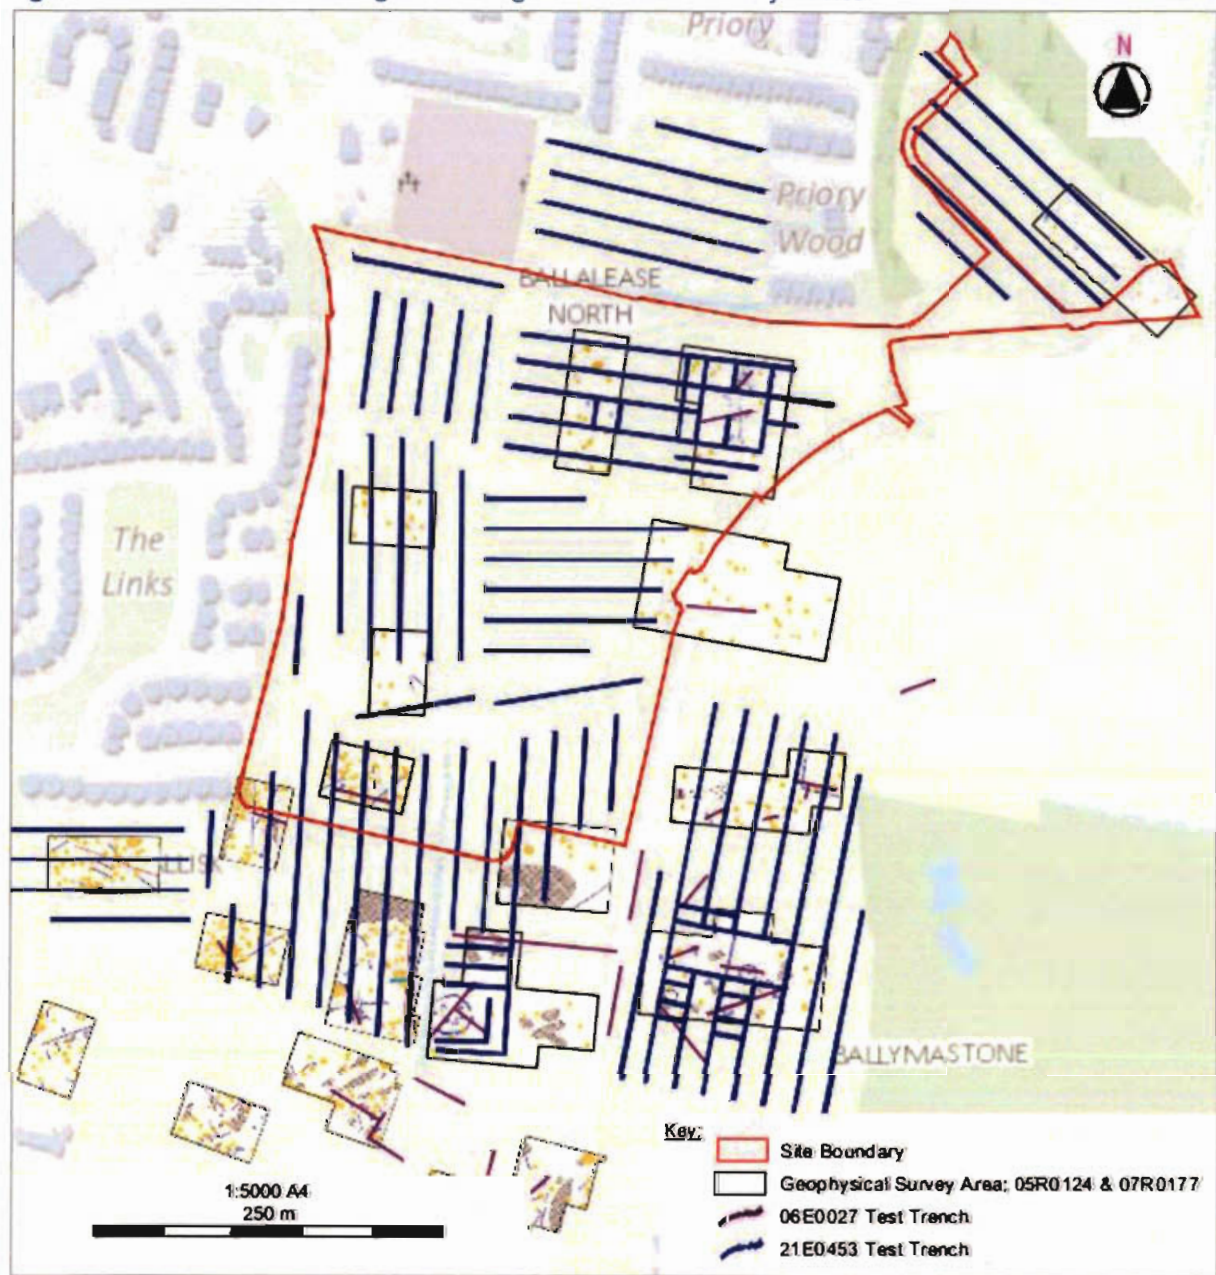 Priory
N
Priory
Wood
BALLALEASE
NORTH
The
Links
BALLYMASTONE
Key:
Site Boundary
Geophysical Survey Area; 05R0124 & 07R0177
06E0027 Test Trench
21E0453 Test Trench
1:5000 A4
250 m